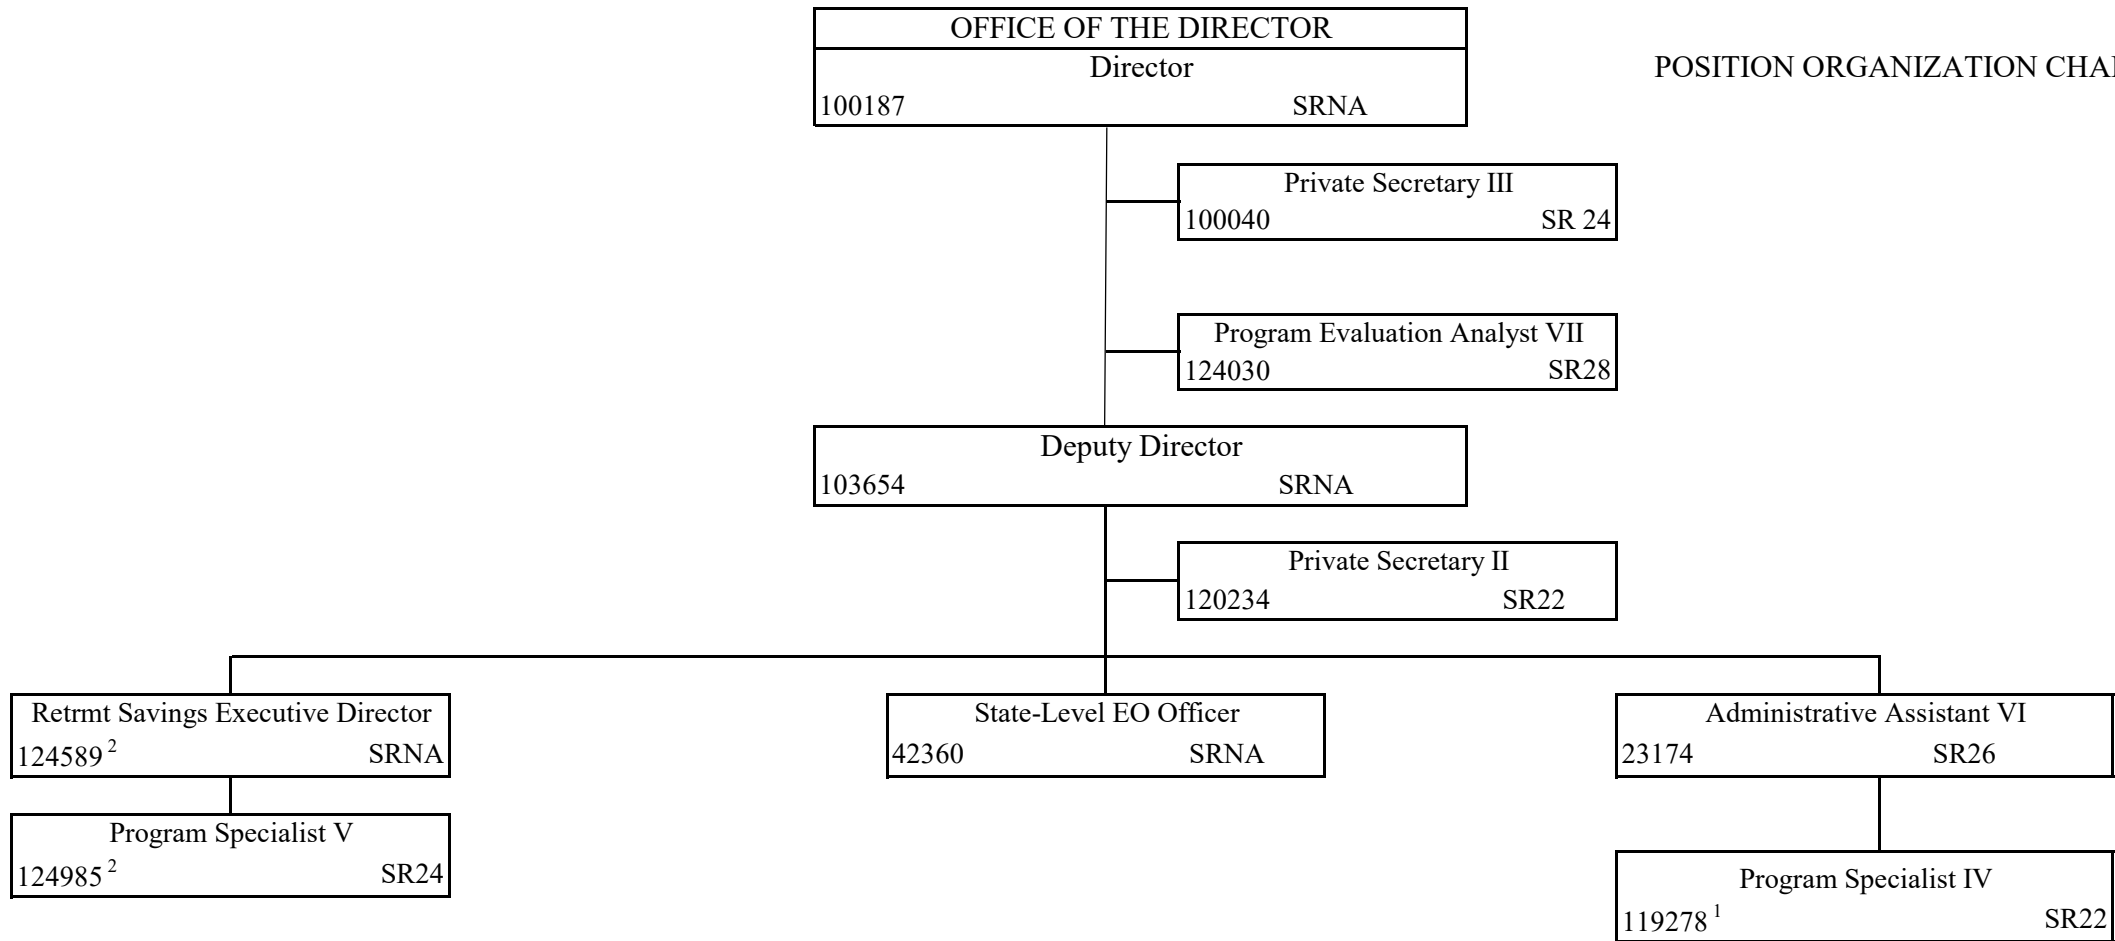 OFFICE OF THE DIRECTOR
Director
100187 SRNA
POSITION ORGANIZATION
Private Secretary III
100040 SR 24
Program Evaluation Analyst VII
124030 SR28
Deputy Director
103654 SRNA
Private Secretary II
120234 SR22
Retrmt Savings Executive Director
124589 2 SRNA
State-Level EO Officer
42360 SRNA
Administrative Assistant VI
23174 SR26
Program Specialist V
124985 2 SR24
Program Specialist IV
119278 1 SR22